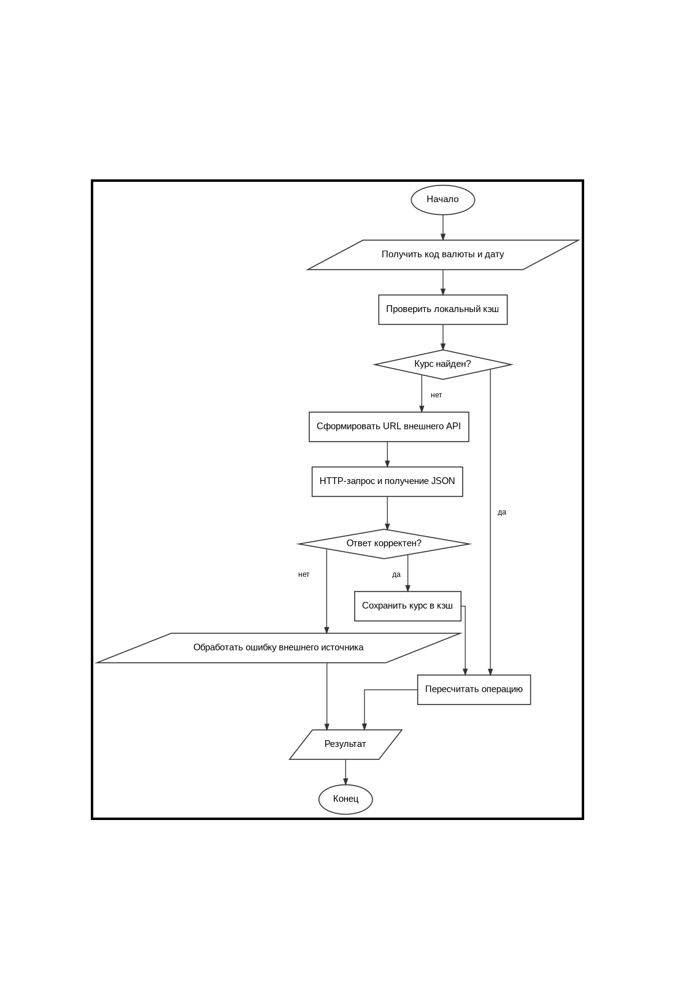 Начало
Получить код валюты и дату
Проверить локальный кэш
Курс найден?
нет
Сформировать URL внешнего API
HTTP-запрос и получение JSON
да
Ответ корректен?
нет
да
Сохранить курс в кэш
Обработать ошибку внешнего источника
Пересчитать операцию
Результат
Конец